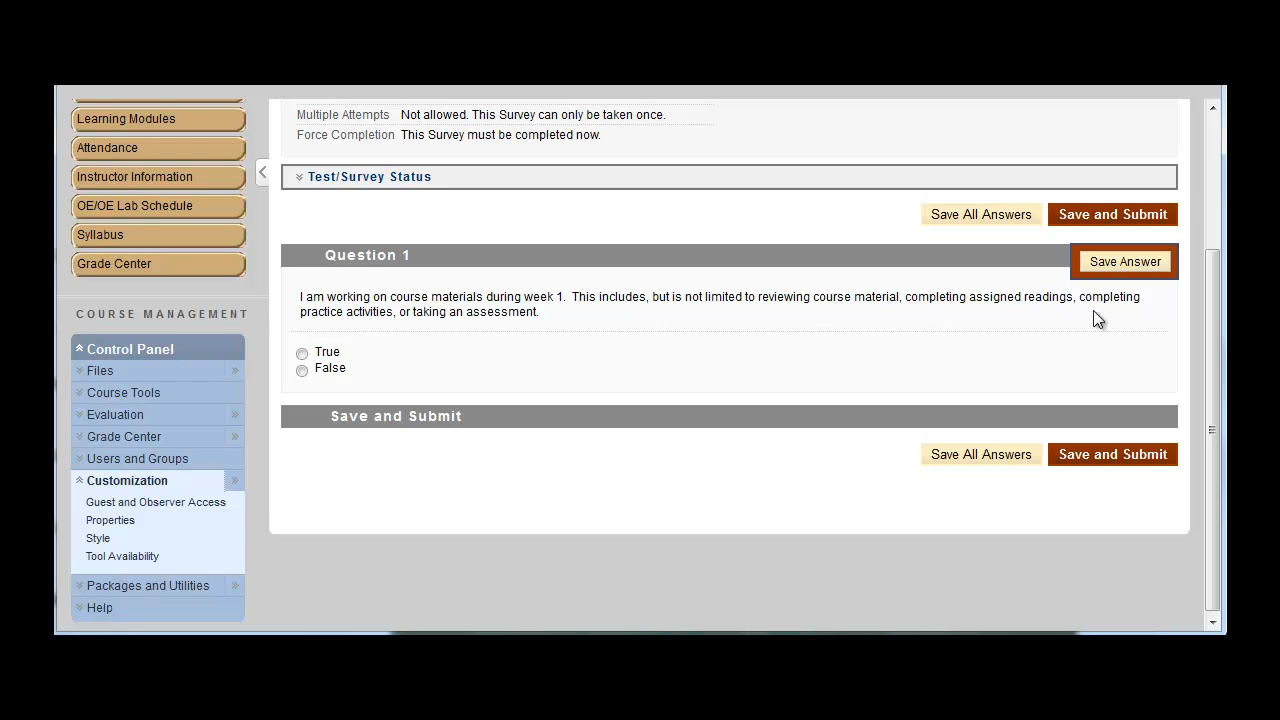 Learning Modules
Attendance
Instructor Information
OE/OE Lab Schedule
Syllabus
Grade Center
COURSE MANAGEMENT
Control Panel
Files
Course Tools
Evaluation
Grade Center
Users and Groups
Customization
Guest and Observer Access
Properties
Style
Tool Availability
Packages and Utilities
Help
Multiple Attempts Not allowed. This Survey can only be taken once.
Force Completion This Survey must be completed now.
Test/Survey Status
Save All Answers Save and Submit
Question 1 Save Answer
I am working on course materials during week 1. This includes, but is not limited to reviewing course material, completing assigned readings, completing
practice activities, or taking an assessment.
True
False
Save and Submit
Save All Answers Save and Submit